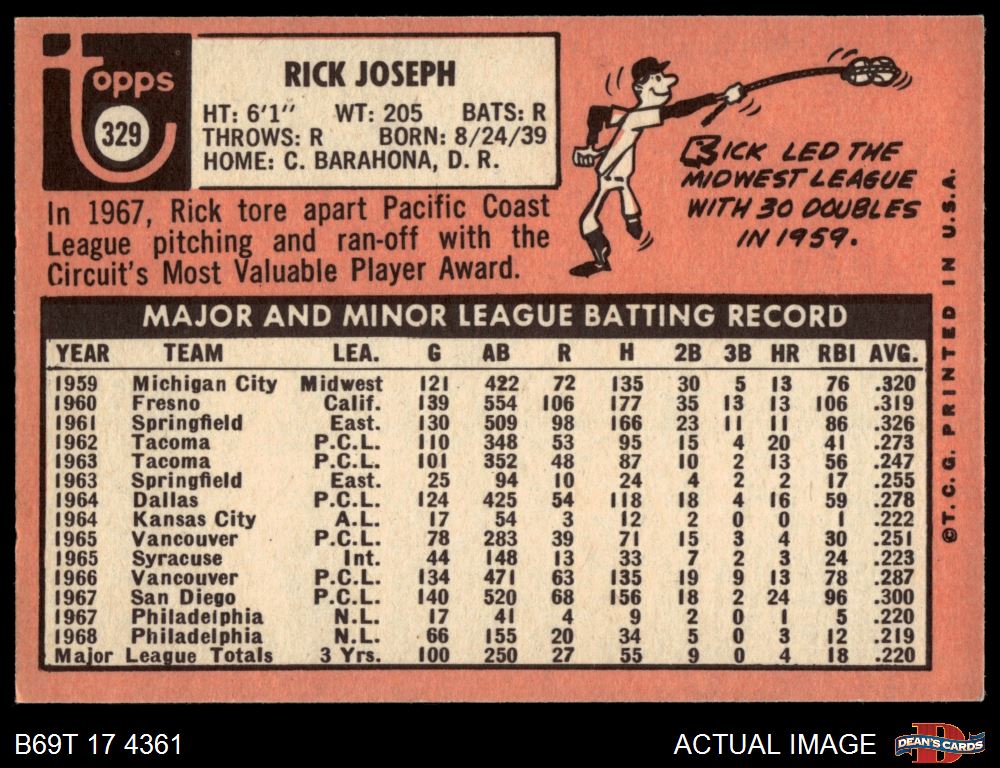 topps
329
RICK JOSEPH
HT: 6'1" WT: 205 BATS: R
THROWS: R BORN: 8/24/39
HOME: C. BARAHONA, D. R.
In 1967, Rick tore apart Pacific Coast
League pitching and ran-off with the
Circuit's Most Valuable Player Award.
RICK LED THE
MIDWEST LEAGUE
WITH 30 DOUBLES
IN 1959.
MAJOR AND MINOR LEAGUE BATTING RECORD
YEAR TEAM LEA. G AB R H 2B 3B HR RBI AVG.
1959 Michigan City Midwest 121 422 72 135 30 5 13 76 .320
1960 Fresno Calif. 139 554 106 177 35 13 13 106 .319
1961 Springfield East. 130 509 98 166 23 11 11 86 .326
1962 Tacoma P.C.L. 110 348 53 95 15 4 20 41 .273
1963 Tacoma P.C.L. 101 352 48 87 10 2 13 56 .247
1963 Springfield East. 25 94 10 24 4 2 2 17 .255
1964 Dallas P.C.L. 124 425 54 118 18 4 16 59 .278
1964 Kansas City A.L. 17 54 3 12 2 0 0 1 .222
1965 Vancouver P.C.L. 78 283 39 71 15 3 4 30 .251
1965 Syracuse Int. 44 148 13 33 7 2 3 24 .223
1966 Vancouver P.C.L. 134 471 63 135 19 9 13 78 .287
1967 San Diego P.C.L. 140 520 68 156 18 2 24 96 .300
1967 Philadelphia N.L. 17 41 4 9 2 0 1 5 .220
1968 Philadelphia N.L. 66 155 20 34 5 0 3 12 .219
Major League Totals 3 Yrs. 100 250 27 55 9 0 4 18 .220
©T. C. G. PRINTED IN U.S.A.
B69T 17 4361
ACTUAL IMAGE
DEAN'S CARDS